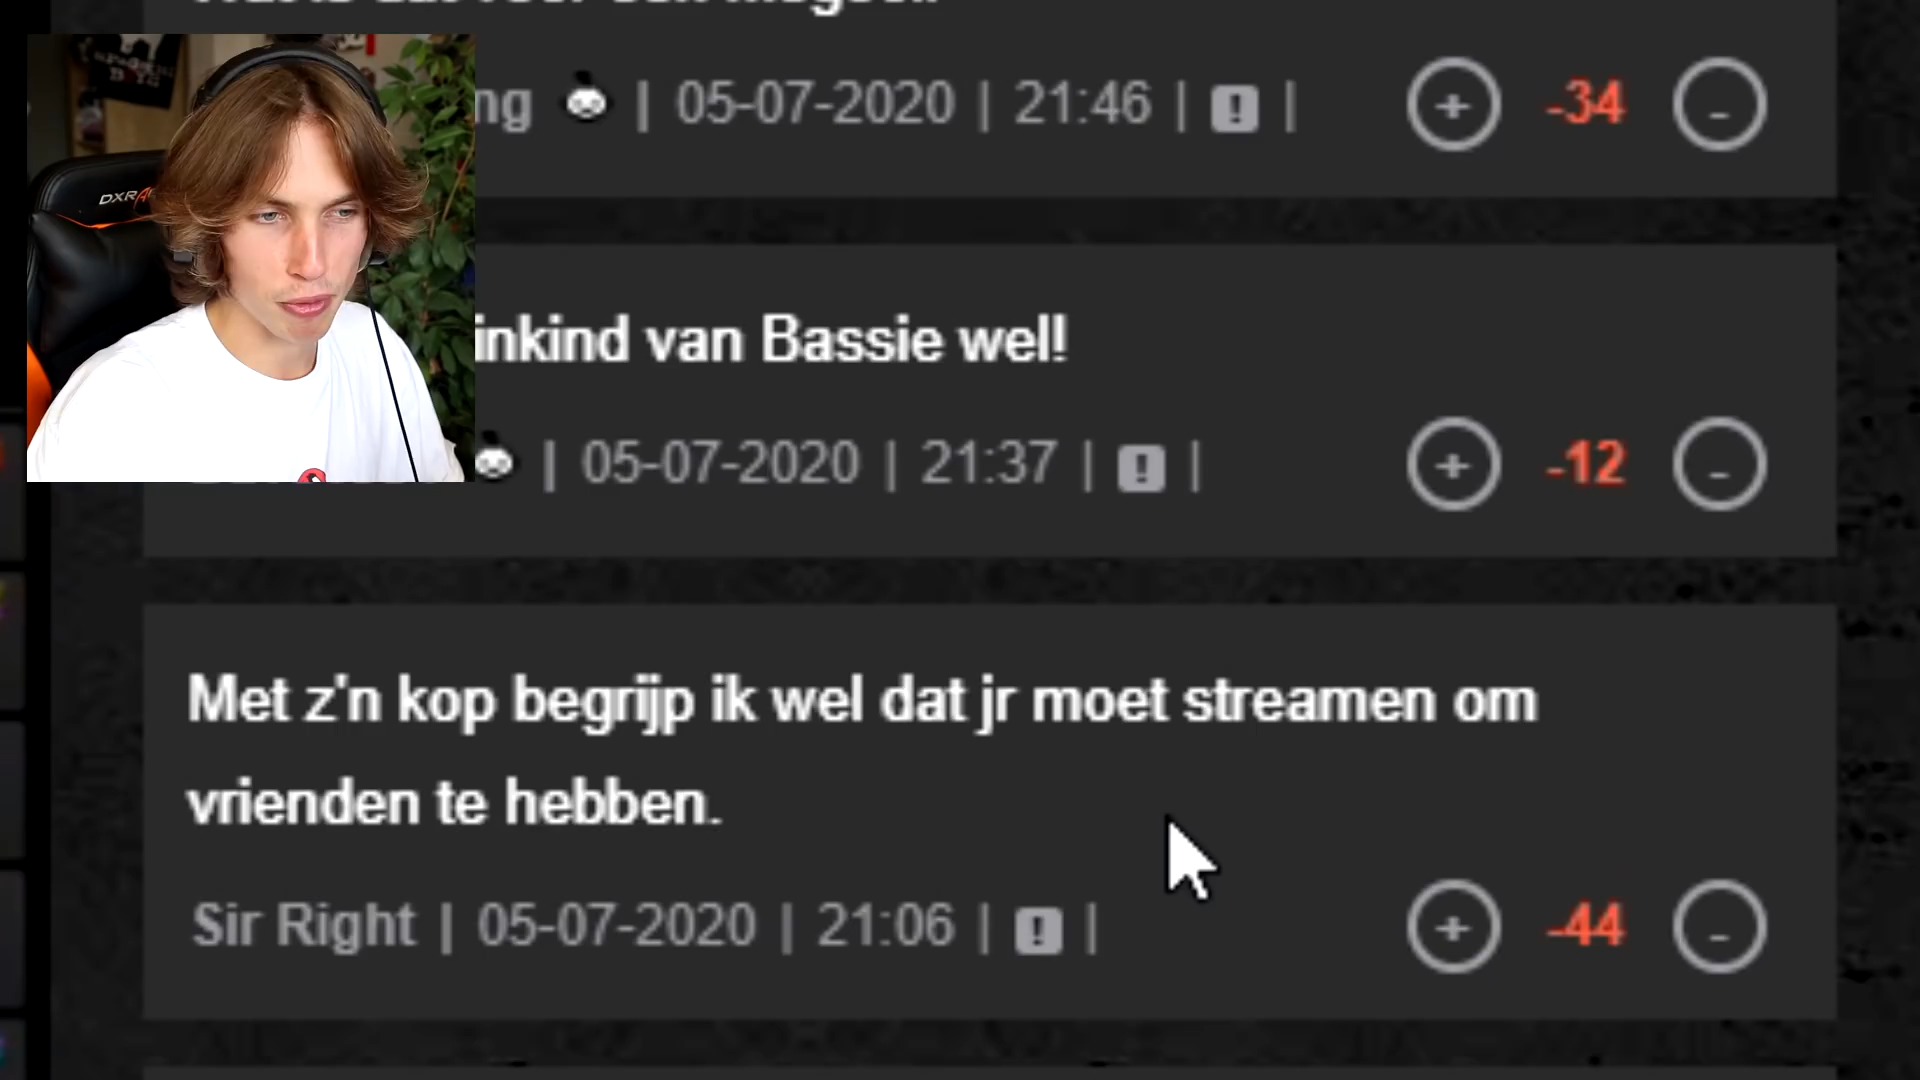 ng | 05-07-2020 | 21:46 | ! | + -34 -
inkind van Bassie wel!
| 05-07-2020 | 21:37 | ! | + -12 -
Met z'n kop begrijp ik wel dat jr moet streamen om
vrienden te hebben.
Sir Right | 05-07-2020 | 21:06 | ! | + -44 -